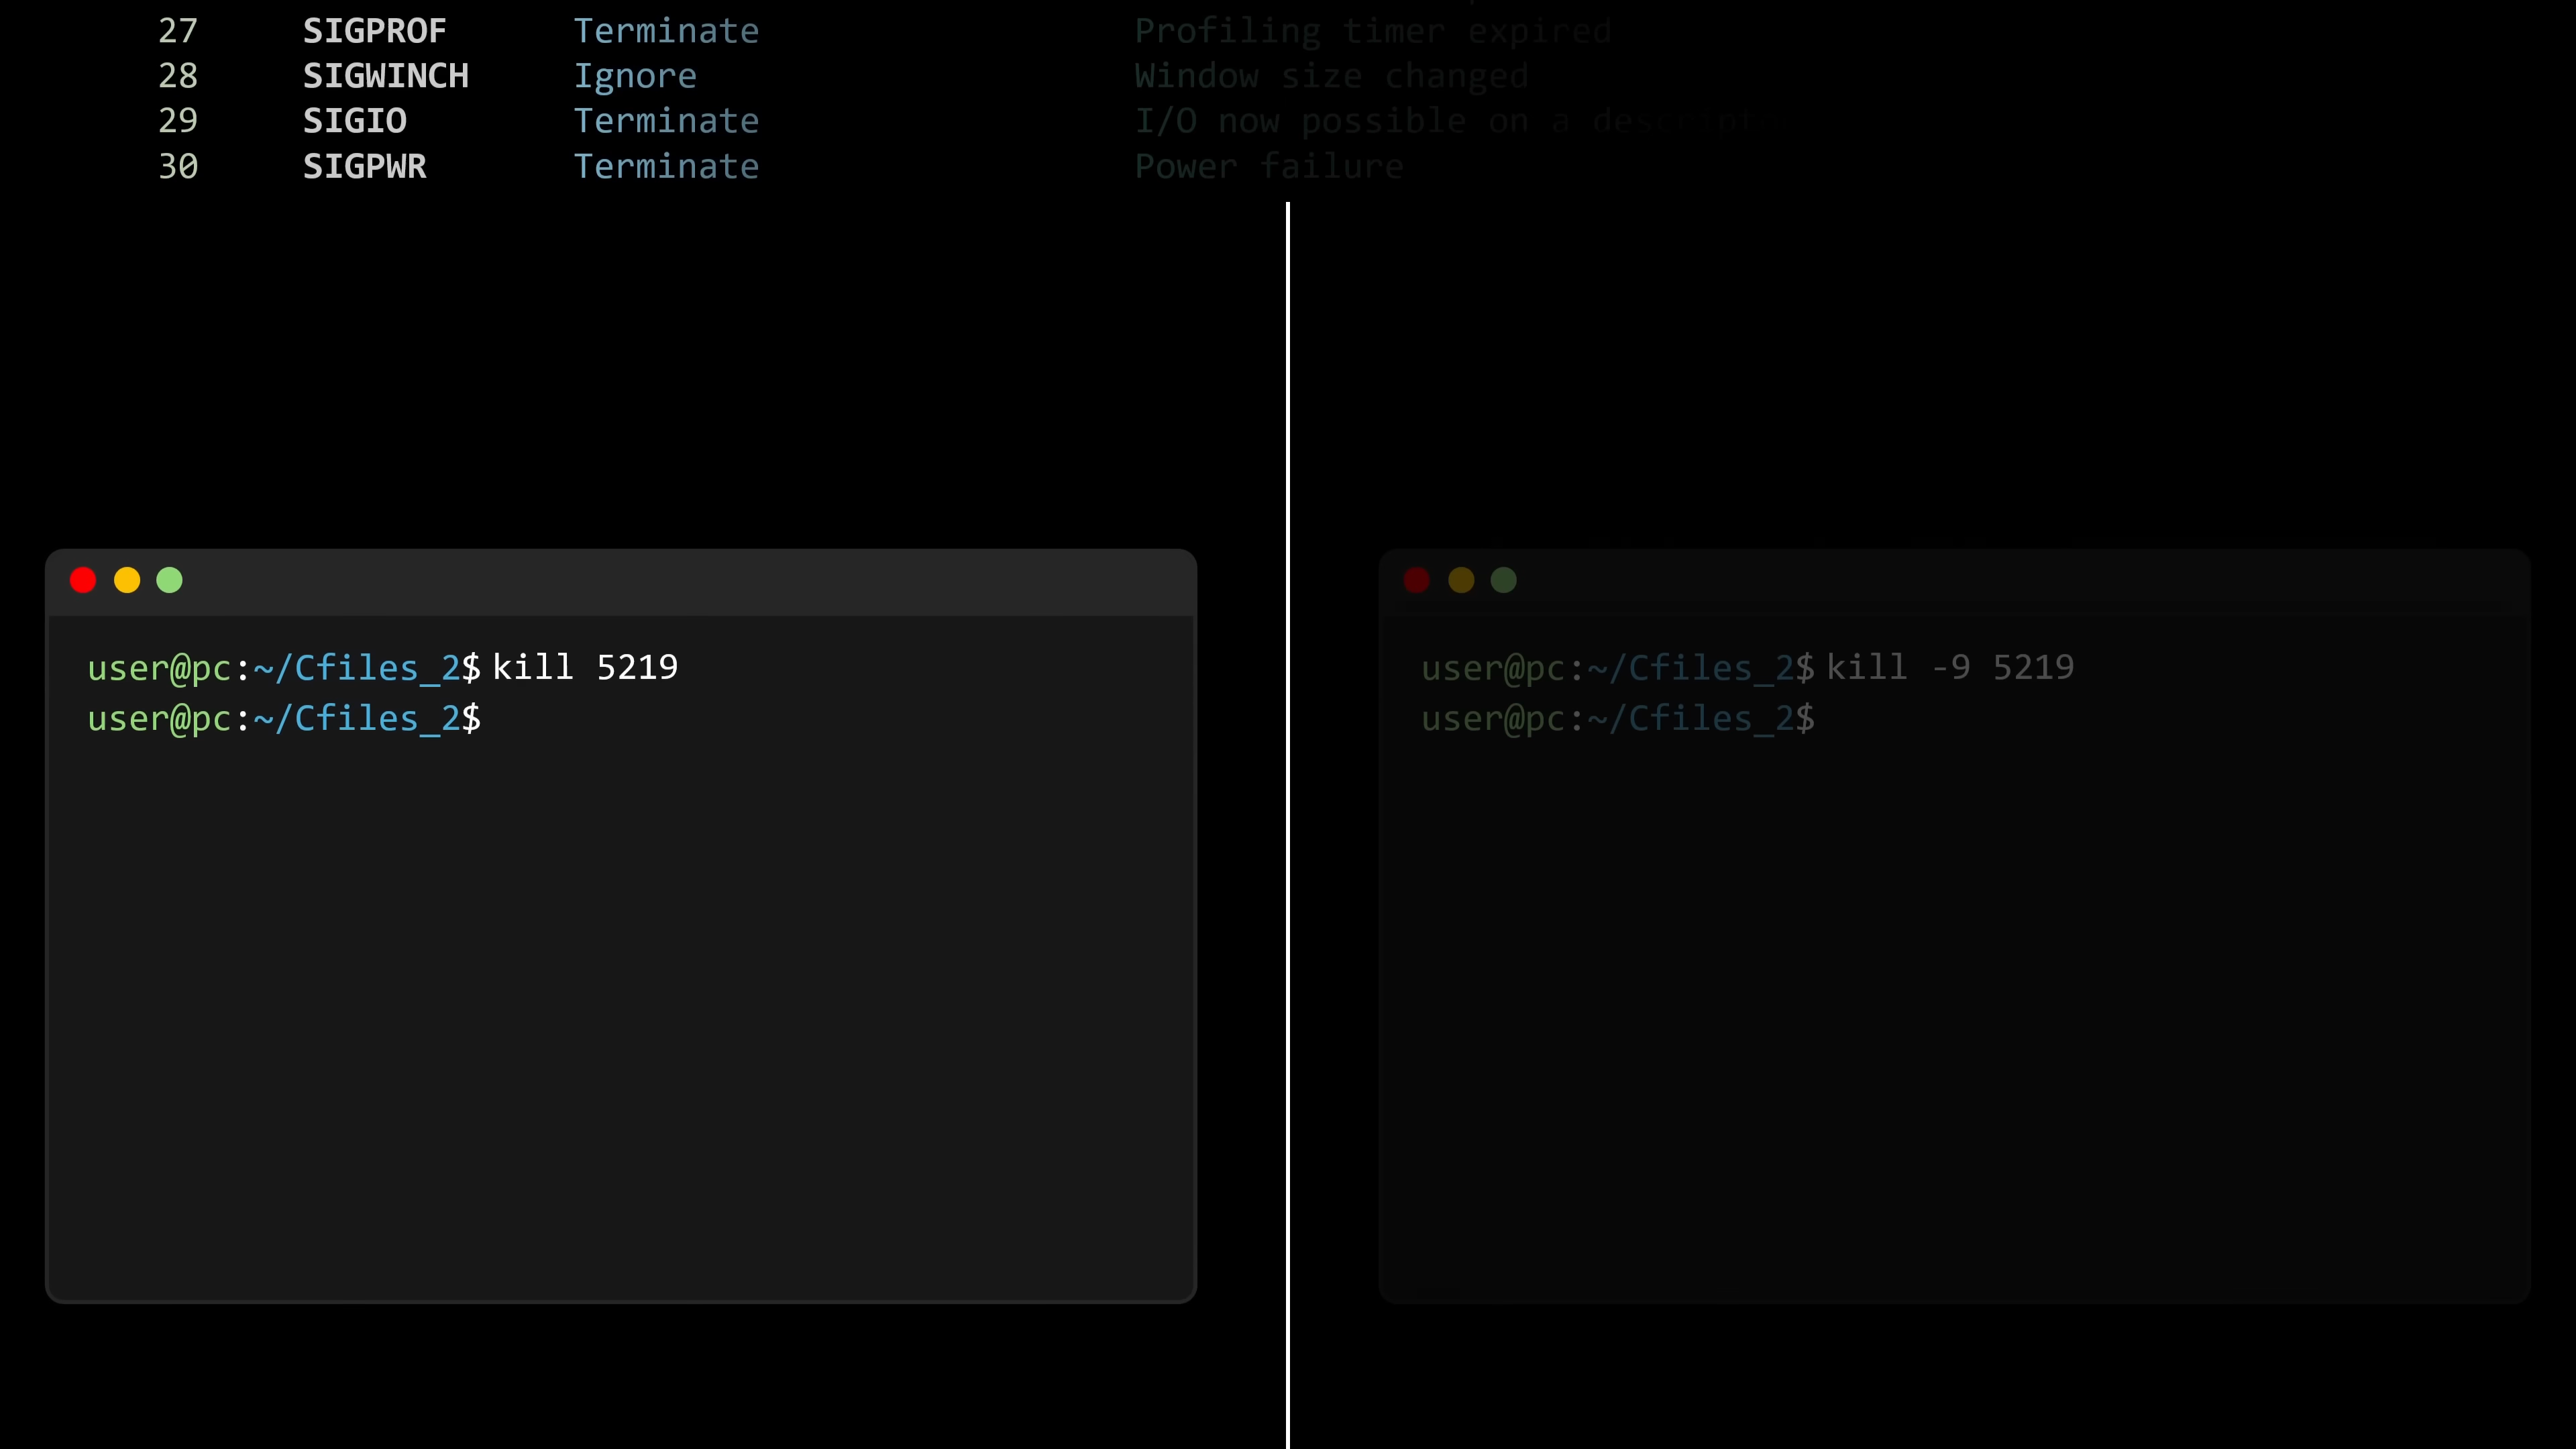 27 SIGPROF Terminate Profiling timer expired
28 SIGWINCH Ignore Window size changed
29 SIGIO Terminate I/O now possible on a
30 SIGPWR Terminate Power failure
user@pc:~/Cfiles_2$ kill 5219
user@pc:~/Cfiles_2$
user@pc:~/Cfiles_2$ kill -9 5219
user@pc:~/Cfiles_2$